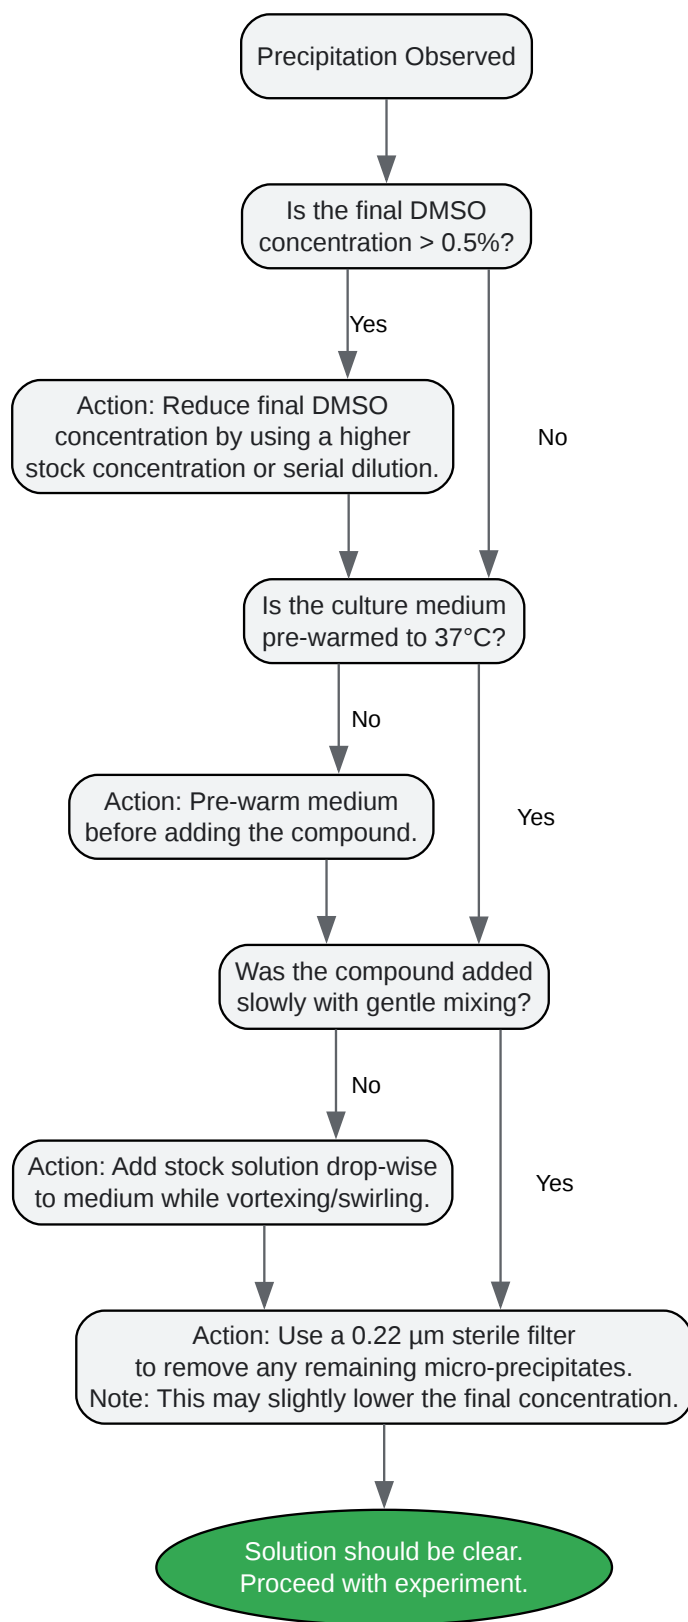 Precipitation Observed
Is the final DMSO
concentration > 0.5%?
Yes
Action: Reduce final DMSO
concentration by using a higher
stock concentration or serial dilution.
No
Is the culture medium
pre-warmed to 37°C?
No
Action: Pre-warm medium
before adding the compound.
Yes
Was the compound added
slowly with gentle mixing?
No
Action: Add stock solution drop-wise
to medium while vortexing/swirling.
Yes
Action: Use a 0.22 µm sterile filter
to remove any remaining micro-precipitates.
Note: This may slightly lower the final concentration.
Solution should be clear.
Proceed with experiment.